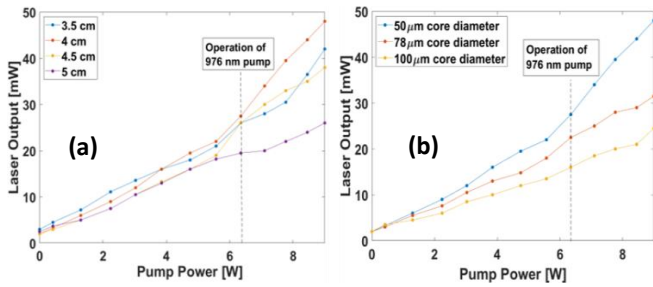 50
40
30
20
10
0
Laser Output [mW]
3.5 cm
4 cm
4.5 cm
5 cm
Operation of
976 nm pump
(a)
0 2 4 6 8
Pump Power [W]
50
40
30
20
10
0
Laser Output [mW]
50μm core diameter
78μm core diameter
100μm core diameter
Operation of
976 nm pump
(b)
0 2 4 6 8
Pump Power [W]